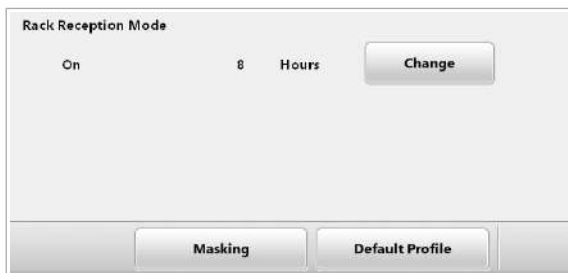 Rack Reception Mode
On 8 Hours Change
Masking Default Profile